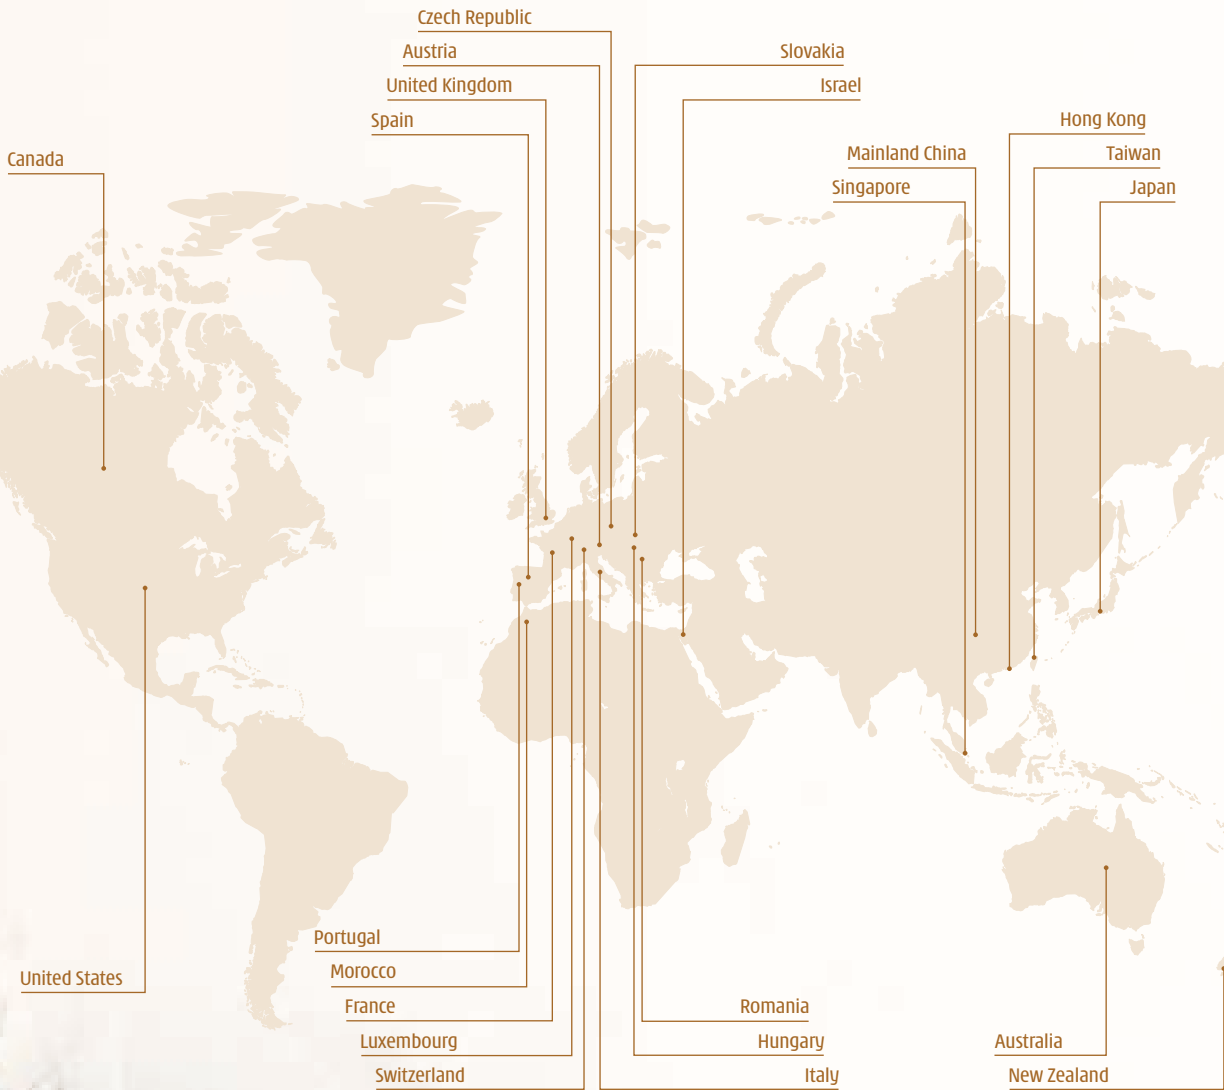 Czech Republic
Austria
Slovakia
United Kingdom
Israel
Spain
Hong Kong
Canada
Mainland China
Taiwan
Singapore
Japan
Portugal
Morocco
United States
France
Romania
Luxembourg
Hungary
Australia
Switzerland
Italy
New Zealand